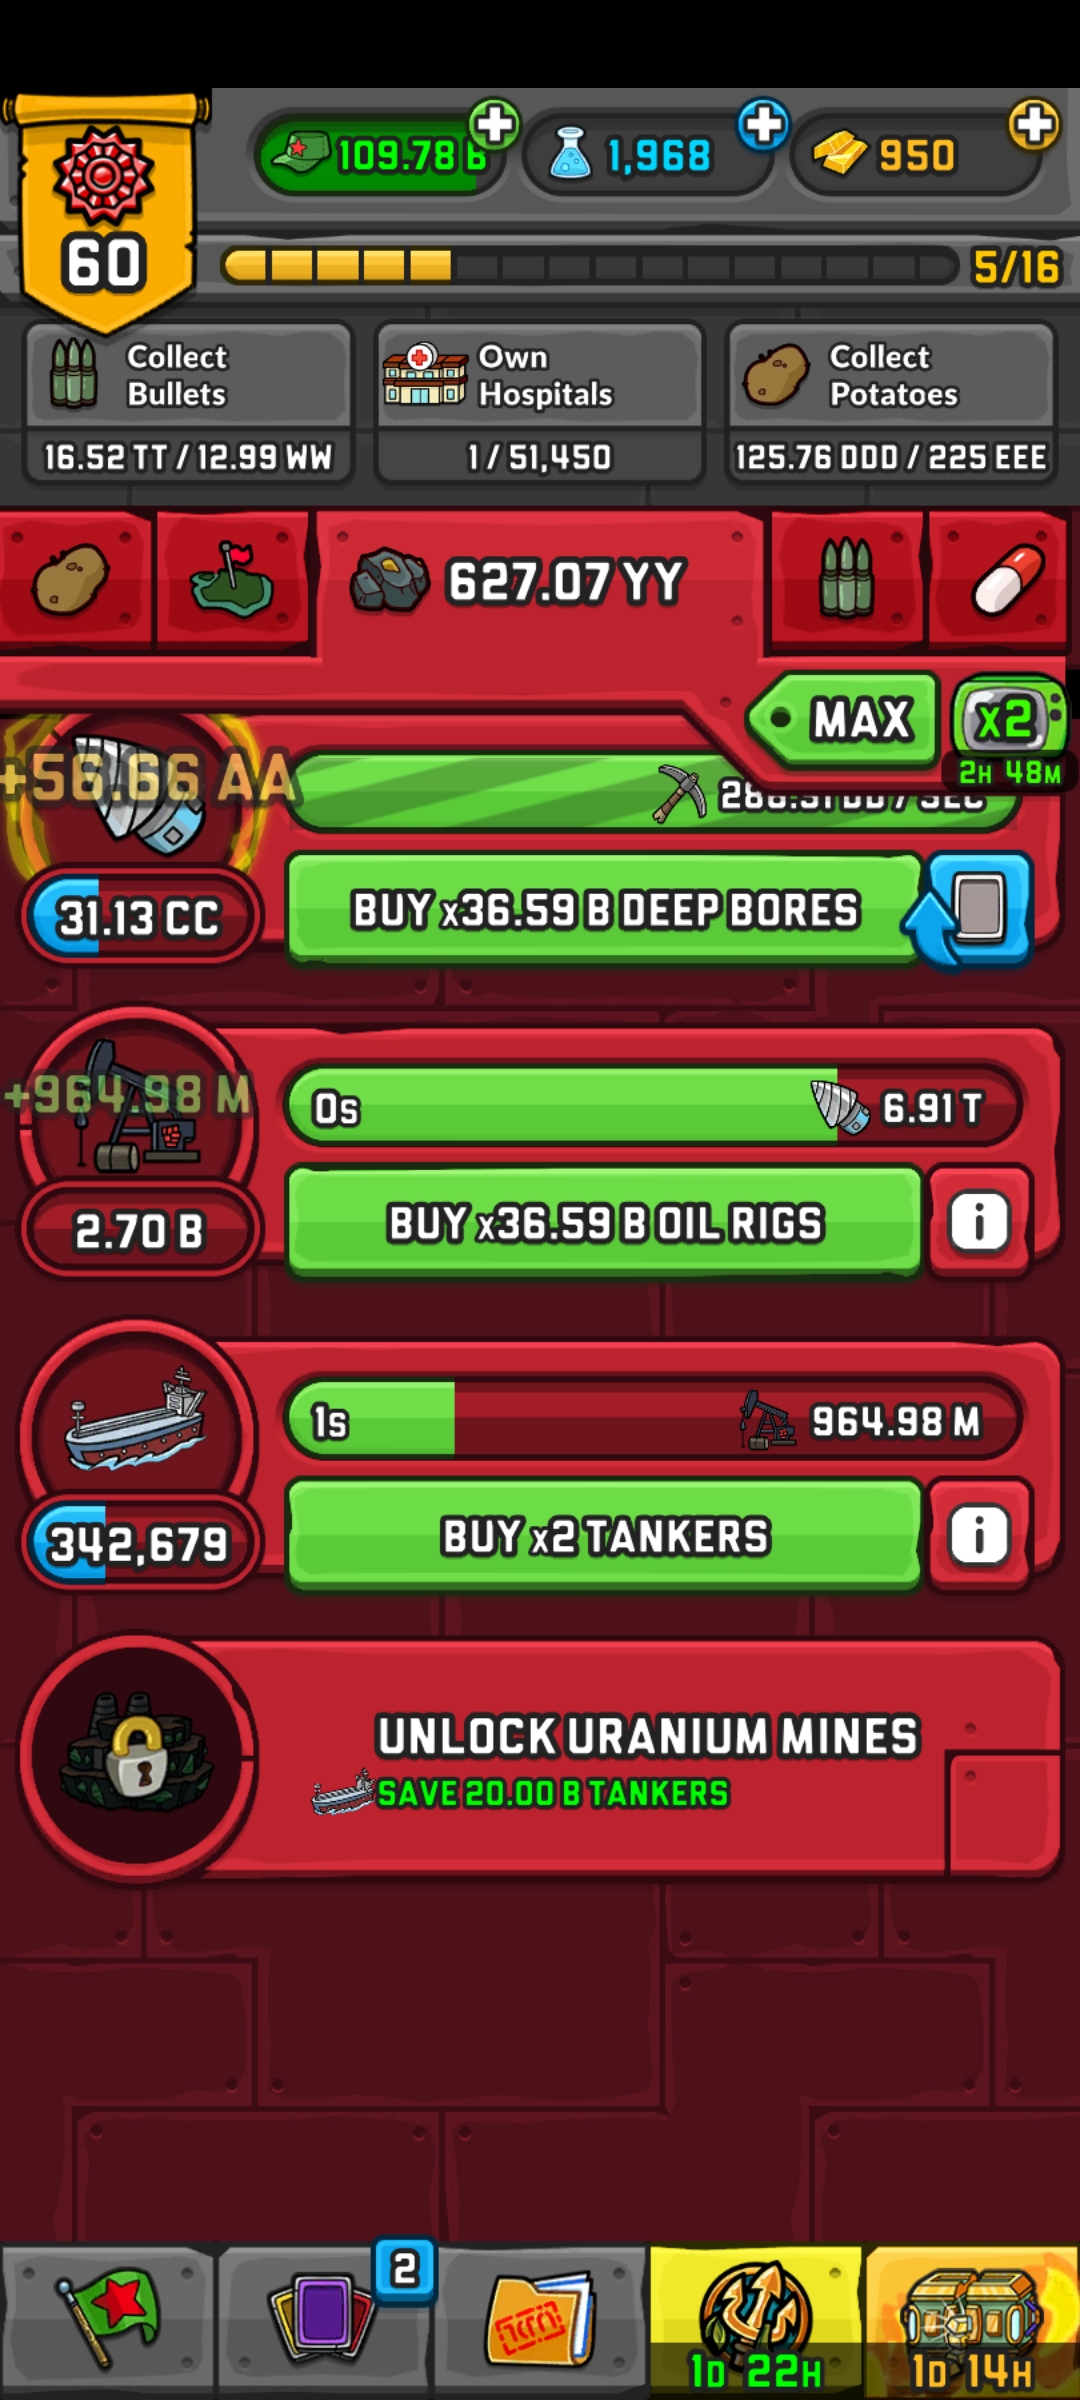 109.78 B
1,968
950
60
5/16
Collect
Bullets
16.52 TT / 12.99 WW
Own
Hospitals
1 / 51,450
Collect
Potatoes
125.76 DDD / 225 EEE
627.07 YY
MAX
x2
2H 48M
+56.66 AA
31.13 CC
BUY x36.59 B DEEP BORES
+964.98 M
0s
6.91 T
2.70 B
BUY x36.59 B OIL RIGS
i
1s
964.98 M
342,679
BUY x2 TANKERS
i
UNLOCK URANIUM MINES
SAVE 20.00 B TANKERS
2
1D 22H
1D 14H